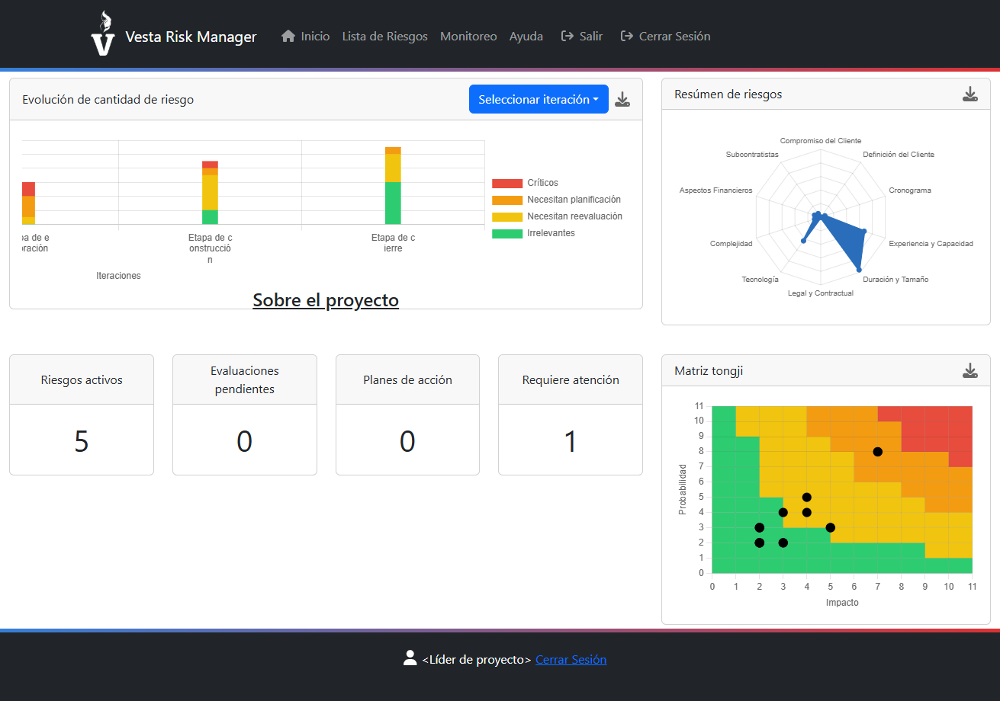 Vesta Risk Manager
Inicio
Lista de Riesgos
Monitoreo
Ayuda
Salir
Cerrar Sesión
Evolución de cantidad de riesgo
Seleccionar iteración
pa de e
oración
Etapa de c
onstrucció
n
Etapa de c
ierre
Iteraciones
Críticos
Necesitan planificación
Necesitan reevaluación
Irrelevantes
Sobre el proyecto
Resúmen de riesgos
Compromiso del Cliente
Subcontratistas
Definición del Cliente
Aspectos Financieros
Cronograma
Complejidad
Experiencia y Capacidad
Tecnología
Duración y Tamaño
Legal y Contractual
Riesgos activos
5
Evaluaciones
pendientes
0
Planes de acción
0
Requiere atención
1
Matriz tongji
Probabilidad
11
10
9
8
7
6
5
4
3
2
1
0
0 1 2 3 4 5 6 7 8 9 10 11
Impacto
<Líder de proyecto> Cerrar Sesión